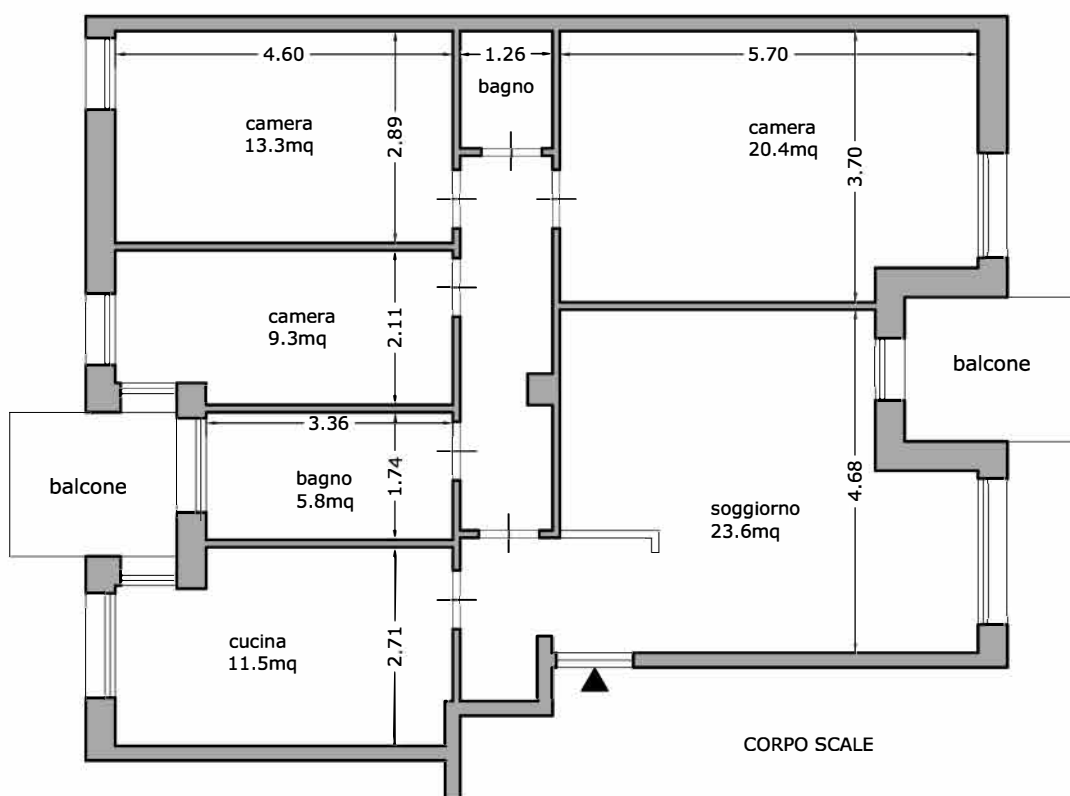 4.60
1.26
5.70
bagno
camera
13.3mq
2.89
camera
20.4mq
3.70
camera
9.3mq
2.11
balcone
3.36
bagno
5.8mq
1.74
balcone
soggiorno
23.6mq
4.68
cucina
11.5mq
2.71
CORPO SCALE